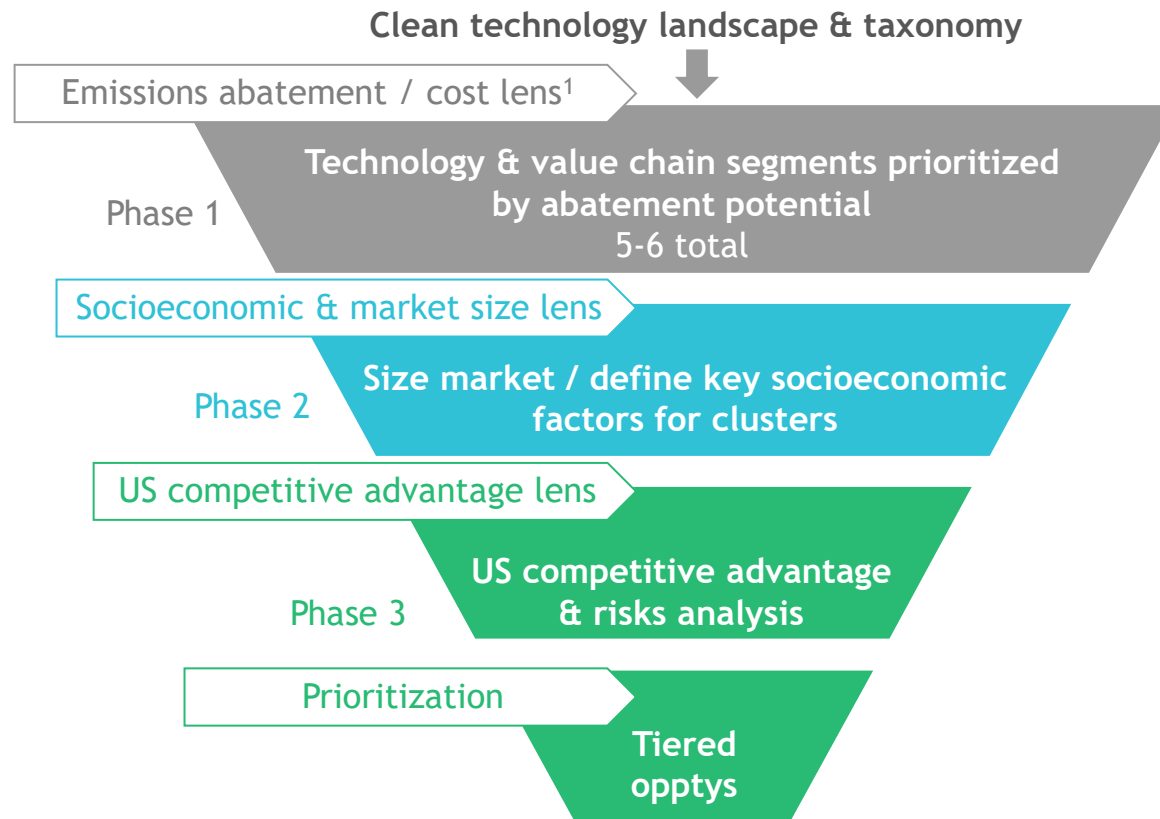 Clean technology landscape & taxonomy
Emissions abatement / cost lens¹
Technology & value chain segments prioritized
by abatement potential
5-6 total
Phase 1
Socioeconomic & market size lens
Size market / define key socioeconomic
factors for clusters
Phase 2
US competitive advantage lens
US competitive advantage
& risks analysis
Phase 3
Prioritization
Tiered
opptys